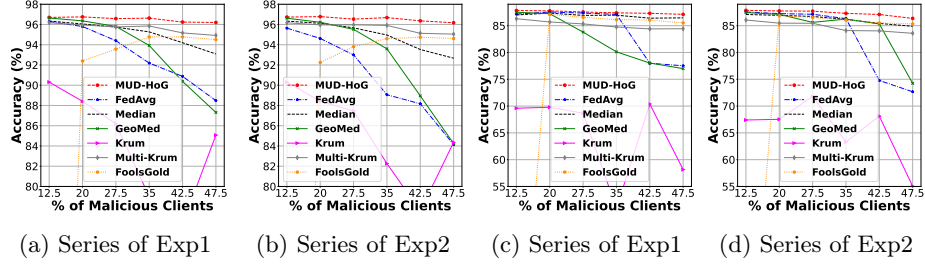 98
96
94
92
90
88
86
84
82
80
Accuracy (%)
MUD-HoG
FedAvg
Median
GeoMed
Krum
Multi-Krum
FoolsGold
12.5 20 27.5 35 42.5 47.5
% of Malicious Clients
(a) Series of Exp1
98
96
94
92
90
88
86
84
82
80
Accuracy (%)
MUD-HoG
FedAvg
Median
GeoMed
Krum
Multi-Krum
FoolsGold
12.5 20 27.5 35 42.5 47.5
% of Malicious Clients
(b) Series of Exp2
90
85
80
75
70
65
60
55
Accuracy (%)
MUD-HoG
FedAvg
Median
GeoMed
Krum
Multi-Krum
FoolsGold
12.5 20 27.5 35 42.5 47.5
% of Malicious Clients
(c) Series of Exp1
90
85
80
75
70
65
60
55
Accuracy (%)
MUD-HoG
FedAvg
Median
GeoMed
Krum
Multi-Krum
FoolsGold
12.5 20 27.5 35 42.5 47.5
% of Malicious Clients
(d) Series of Exp2